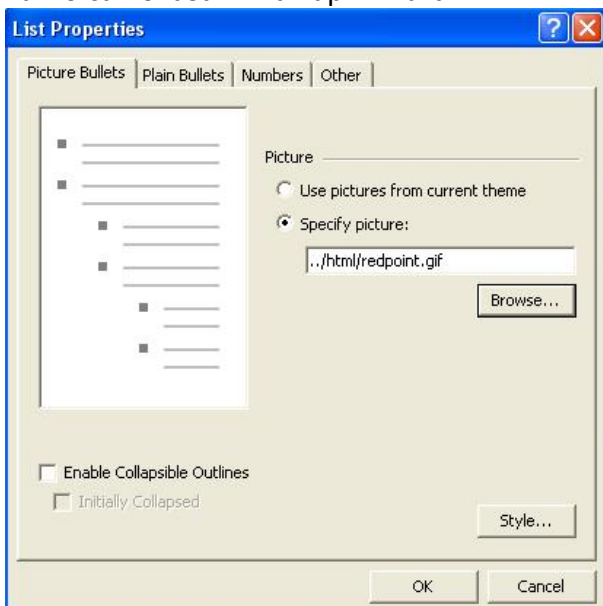 List Properties
Picture Bullets Plain Bullets Numbers Other
Picture
Use pictures from current theme
Specify picture:
../html/redpoint.gif
Browse...
Enable Collapsible Outlines
Initially Collapsed
Style...
OK Cancel